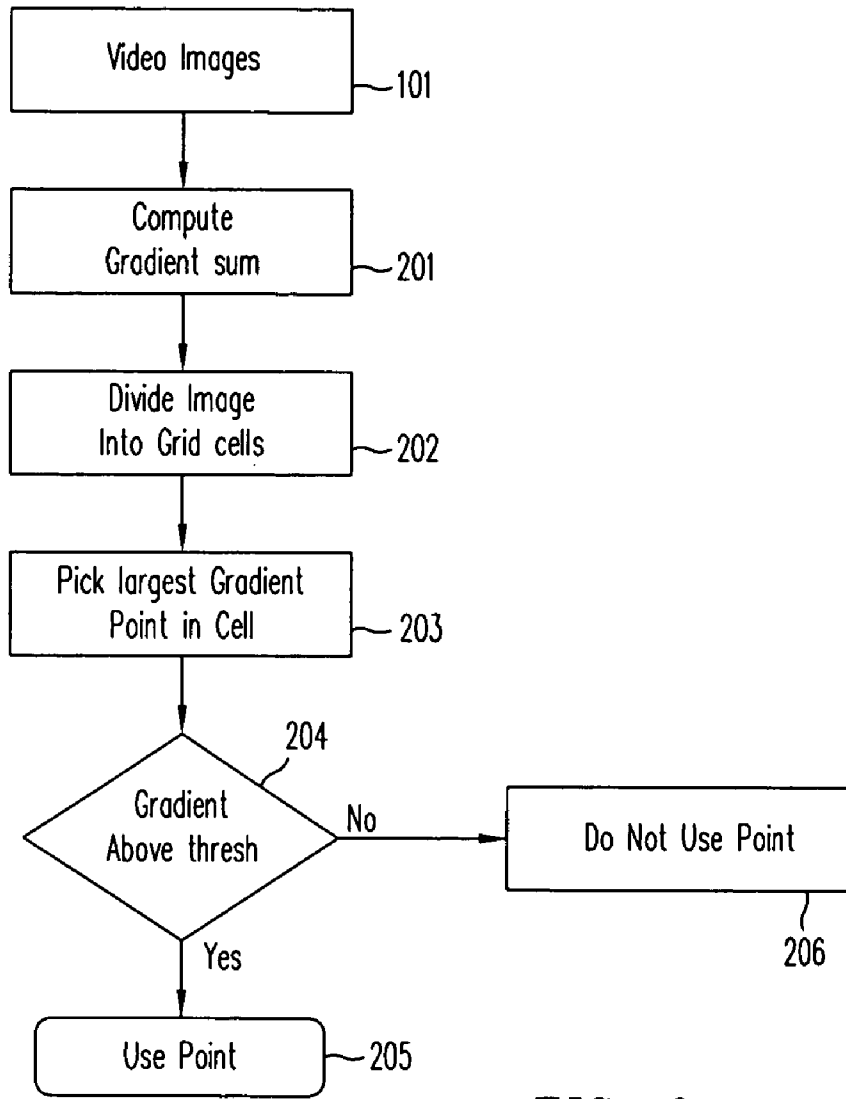 Video Images
101
Compute
Gradient sum
201
Divide Image
Into Grid cells
202
Pick largest Gradient
Point in Cell
203
204
Gradient
Above thresh
No
Do Not Use Point
206
Yes
Use Point
205